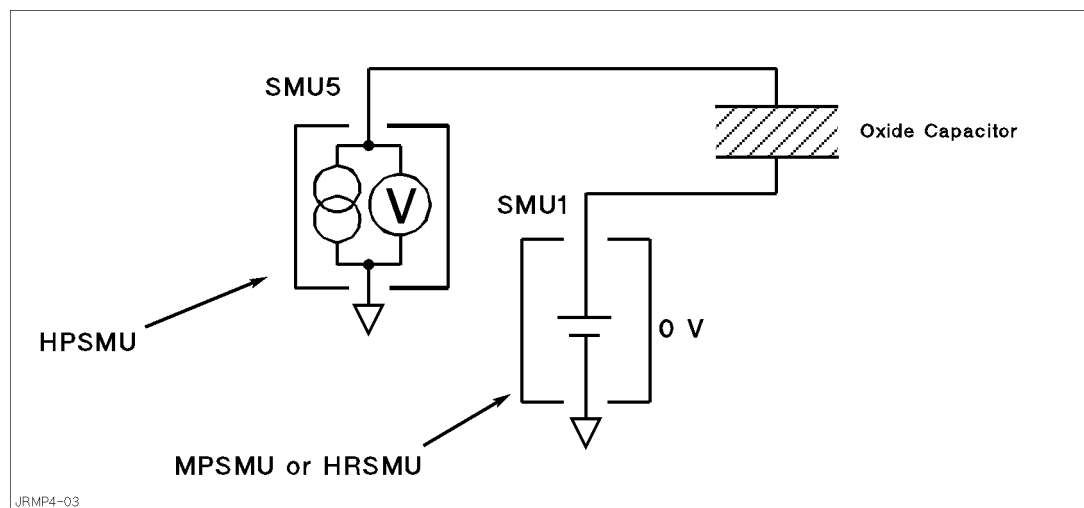 SMU5
Oxide Capacitor
V
SMU1
0 V
HPSMU
MPSMU or HRSMU
JRMP4-03